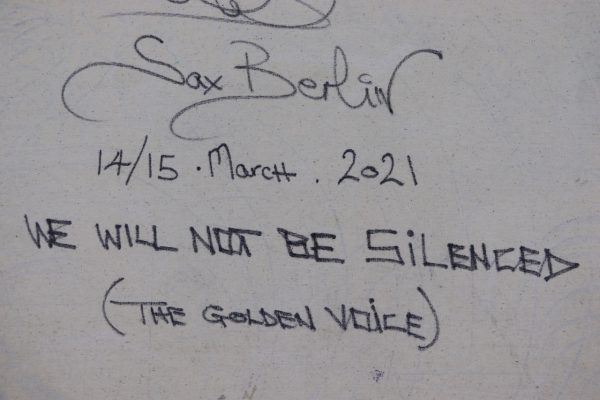 Sax Berlin
14/15 . March . 2021
WE WILL NOT BE SiLENCED
(THE GOLDEN VOiCE)